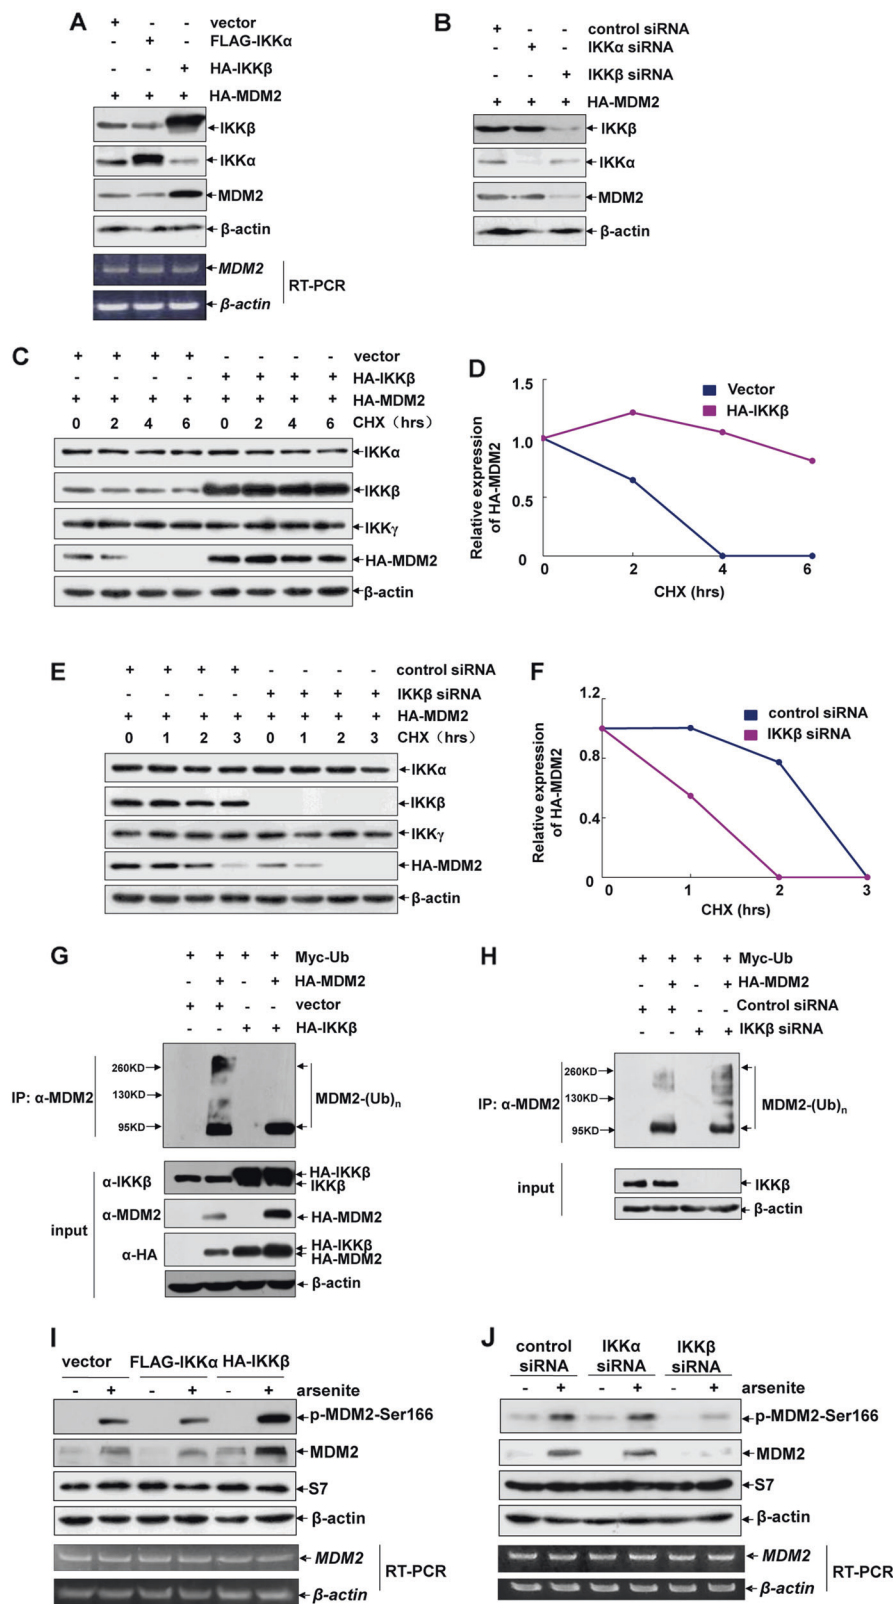 A
+ - - vector
- + - FLAG-IKKα
- - + HA-IKKβ
+ + + HA-MDM2
IKKβ
IKKα
MDM2
β-actin
MDM2
β-actin
RT-PCR
B
+ - - control siRNA
- + - IKKα siRNA
- - + IKKβ siRNA
+ + + HA-MDM2
IKKβ
IKKα
MDM2
β-actin
C
+ + + + - - - - vector
- - - - + + + + HA-IKKβ
+ + + + + + + + HA-MDM2
0 2 4 6 0 2 4 6 CHX (hrs)
IKKα
IKKβ
IKKγ
HA-MDM2
β-actin
D
Relative expression
of HA-MDM2
1.5
1.0
0.5
0
Vector
HA-IKKβ
0 2 4 6
CHX (hrs)
E
+ + + + - - - - control siRNA
- - - - + + + + IKKβ siRNA
+ + + + + + + + HA-MDM2
0 1 2 3 0 1 2 3 CHX (hrs)
IKKα
IKKβ
IKKγ
HA-MDM2
β-actin
F
Relative expression
of HA-MDM2
1.2
0.8
0.4
0
control siRNA
IKKβ siRNA
0 1 2 3
CHX (hrs)
G
+ + + + Myc-Ub
- + - + HA-MDM2
+ + - - vector
- - + + HA-IKKβ
IP: α-MDM2
260KD
130KD
95KD
MDM2-(Ub)n
input
α-IKKβ
HA-IKKβ
IKKβ
α-MDM2
HA-MDM2
α-HA
HA-IKKβ
HA-MDM2
β-actin
H
+ + + + Myc-Ub
- + - + HA-MDM2
+ + - - Control siRNA
- - + + IKKβ siRNA
IP: α-MDM2
260KD
130KD
95KD
MDM2-(Ub)n
input
IKKβ
β-actin
I
vector FLAG-IKKα HA-IKKβ
- + - + - + arsenite
p-MDM2-Ser166
MDM2
S7
β-actin
MDM2
β-actin
RT-PCR
J
control siRNA
IKKα siRNA
IKKβ siRNA
- + - + - + arsenite
p-MDM2-Ser166
MDM2
S7
β-actin
MDM2
β-actin
RT-PCR